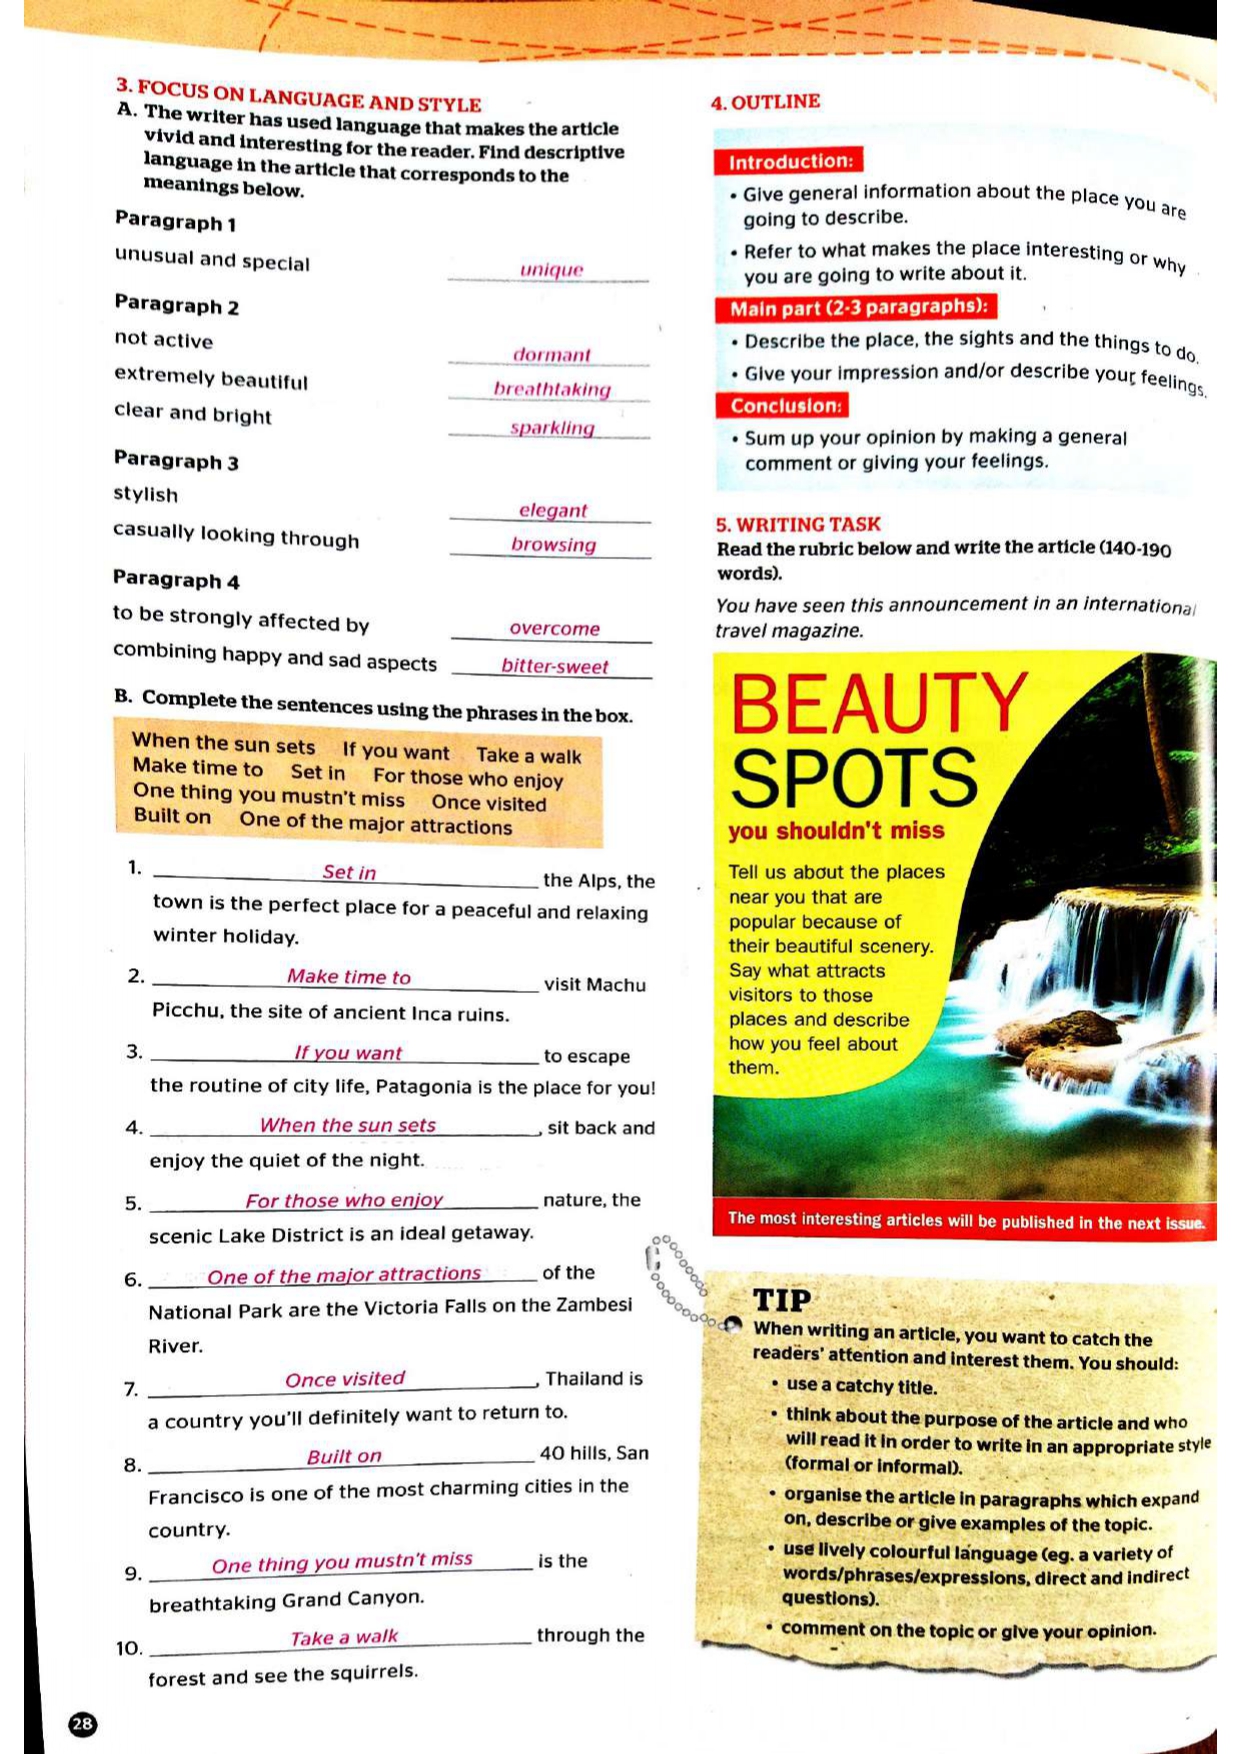 3. FOCUS ON LANGUAGE AND STYLE
A. The writer has used language that makes the article
vivid and interesting for the reader. Find descriptive
language in the article that corresponds to the
meanings below.
Paragraph 1
unusual and special unique
Paragraph 2
not active dormant
extremely beautiful breathtaking
clear and bright sparkling
Paragraph 3
stylish elegant
casually looking through browsing
Paragraph 4
to be strongly affected by overcome
combining happy and sad aspects bitter-sweet
B. Complete the sentences using the phrases in the box.
When the sun sets If you want Take a walk
Make time to Set in For those who enjoy
One thing you mustn't miss Once visited
Built on One of the major attractions
1. Set in the Alps, the
town is the perfect place for a peaceful and relaxing
winter holiday.
2. Make time to visit Machu
Picchu, the site of ancient Inca ruins.
3. If you want to escape
the routine of city life, Patagonia is the place for you!
4. When the sun sets, sit back and
enjoy the quiet of the night.
5. For those who enjoy nature, the
scenic Lake District is an ideal getaway.
6. One of the major attractions of the
National Park are the Victoria Falls on the Zambesi
River.
7. Once visited, Thailand is
a country you'll definitely want to return to.
8. Built on 40 hills, San
Francisco is one of the most charming cities in the
country.
9. One thing you mustn't miss is the
breathtaking Grand Canyon.
10. Take a walk through the
forest and see the squirrels.
28
4. OUTLINE
Introduction:
• Give general information about the place you are
going to describe.
• Refer to what makes the place interesting or why
you are going to write about it.
Main part (2-3 paragraphs):
• Describe the place, the sights and the things to do.
• Give your impression and/or describe your feelings.
Conclusion:
• Sum up your opinion by making a general
comment or giving your feelings.
5. WRITING TASK
Read the rubric below and write the article (140-190
words).
You have seen this announcement in an international
travel magazine.
BEAUTY
SPOTS
you shouldn't miss
Tell us about the places
near you that are
popular because of
their beautiful scenery.
Say what attracts
visitors to those
places and describe
how you feel about
them.
The most interesting articles will be published in the next issue.
TIP
When writing an article, you want to catch the
readers' attention and interest them. You should:
• use a catchy title.
• think about the purpose of the article and who
will read it in order to write in an appropriate style
(formal or informal).
• organise the article in paragraphs which expand
on, describe or give examples of the topic.
• use lively colourful language (eg. a variety of
words/phrases/expressions, direct and indirect
questions).
• comment on the topic or give your opinion.